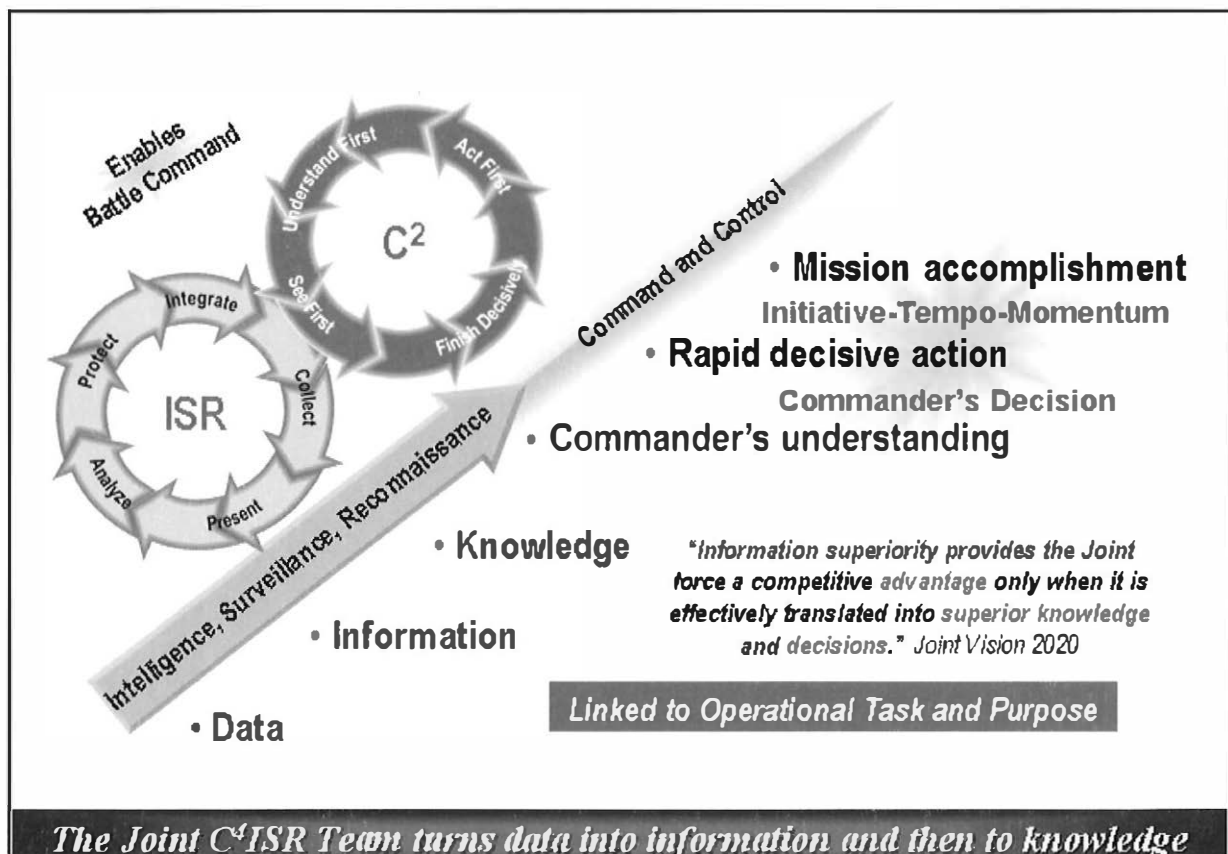 Enables
Battle Command
Understand First
Act First
C²
See First
Finish Decisively
Integrate
Protect
Collect
ISR
Analyze
Present
Command and Control
Intelligence, Surveillance, Reconnaissance
• Mission accomplishment
Initiative-Tempo-Momentum
• Rapid decisive action
Commander's Decision
• Commander's understanding
• Knowledge
• Information
• Data
"Information superiority provides the Joint
force a competitive advantage only when it is
effectively translated into superior knowledge
and decisions." Joint Vision 2020
Linked to Operational Task and Purpose
The Joint C⁴ISR Team turns data into information and then to knowledge